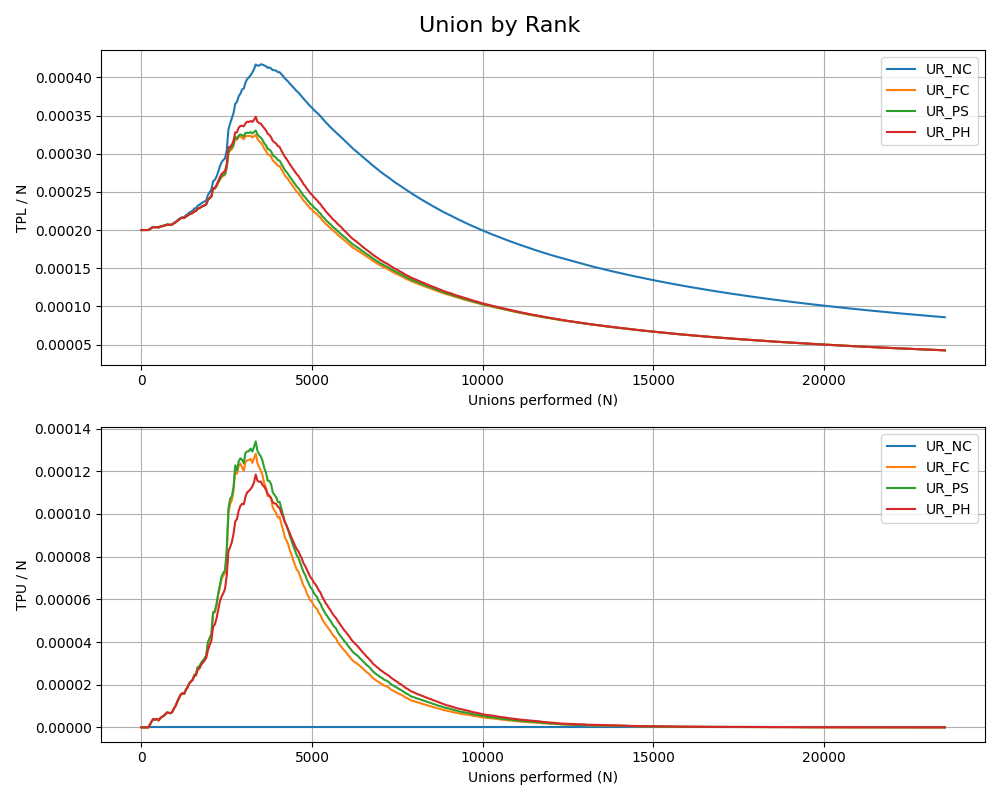 Union by Rank
0.00040
0.00035
0.00030
0.00025
0.00020
0.00015
0.00010
0.00005
TPL / N
UR_NC
UR_FC
UR_PS
UR_PH
0 5000 10000 15000 20000
Unions performed (N)
0.00014
0.00012
0.00010
0.00008
0.00006
0.00004
0.00002
0.00000
TPU / N
UR_NC
UR_FC
UR_PS
UR_PH
0 5000 10000 15000 20000
Unions performed (N)